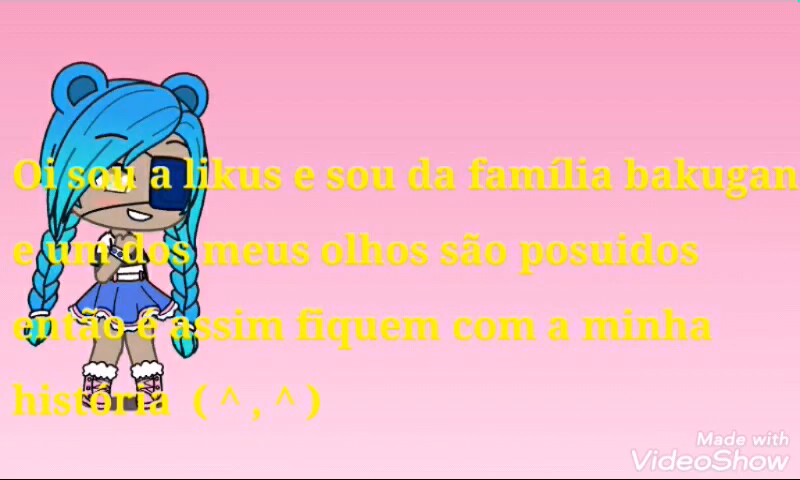 Oi sou a likus e sou da família bakugan
e um dos meus olhos são posuidos
então é assim fiquem com a minha
história ( ^ , ^ )
Made with
VideoShow